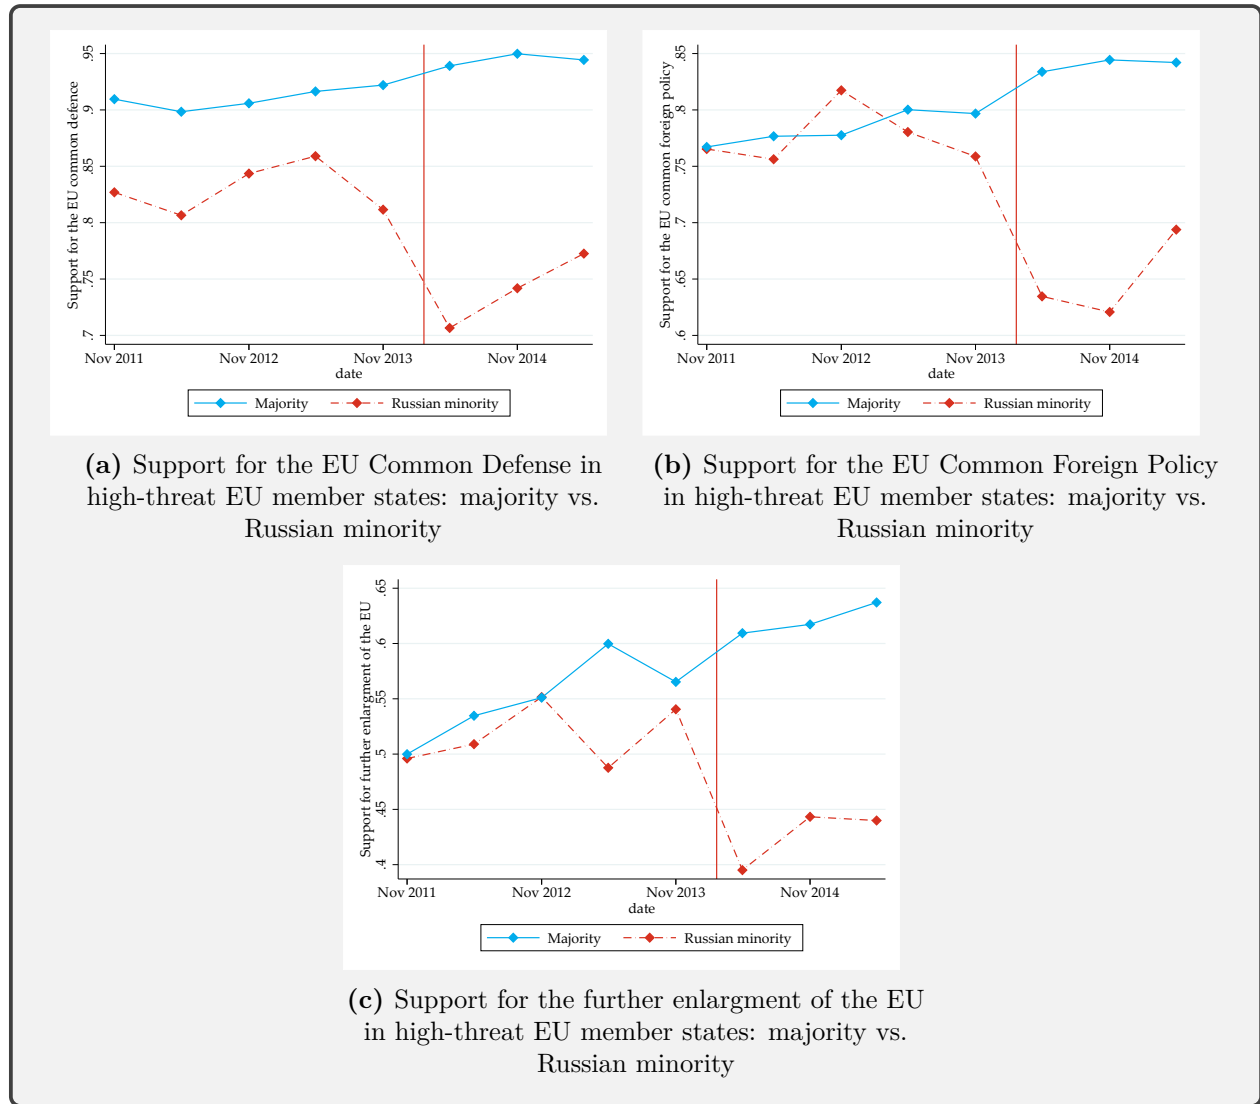 Support for the EU common defence
.95
.9
.85
.8
.75
.7
Nov 2011 Nov 2012 Nov 2013 Nov 2014
date
Majority Russian minority
(a) Support for the EU Common Defense in
high-threat EU member states: majority vs.
Russian minority
Support for the EU common foreign policy
.85
.8
.75
.7
.65
.6
Nov 2011 Nov 2012 Nov 2013 Nov 2014
date
Majority Russian minority
(b) Support for the EU Common Foreign Policy
in high-threat EU member states: majority vs.
Russian minority
Support for further enlargment of the EU
.65
.6
.55
.5
.45
.4
Nov 2011 Nov 2012 Nov 2013 Nov 2014
date
Majority Russian minority
(c) Support for the further enlargment of the EU
in high-threat EU member states: majority vs.
Russian minority